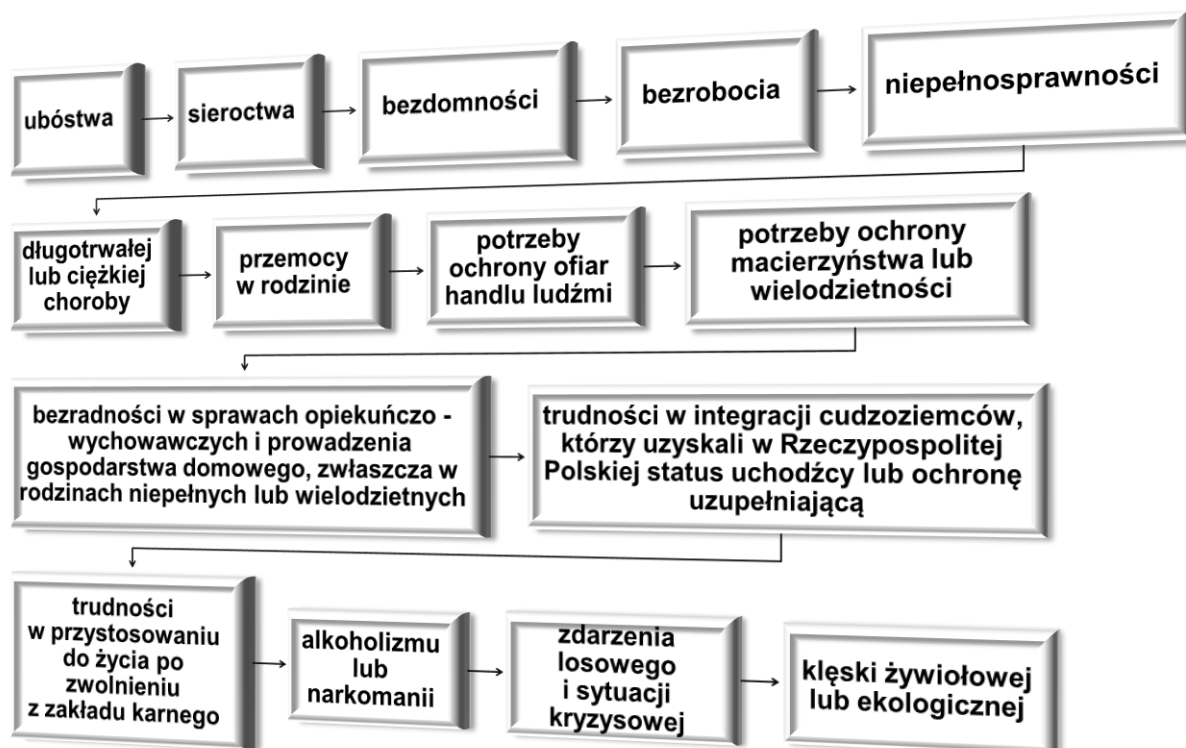 ubóstwa
sieroctwa
bezdomności
bezrobocia
niepełnosprawności
długotrwałej
lub ciężkiej
choroby
przemocy
w rodzinie
potrzeby
ochrony ofiar
handlu ludźmi
potrzeby ochrony
macierzyństwa lub
wielodzietności
bezradności w sprawach opiekuńczo -
wychowawczych i prowadzenia
gospodarstwa domowego, zwłaszcza w
rodzinach niepełnych lub wielodzietnych
trudności w integracji cudzoziemców,
którzy uzyskali w Rzeczypospolitej
Polskiej status uchodźcy lub ochronę
uzupełniającą
trudności
w przystosowaniu
do życia po
zwolnieniu
z zakładu karnego
alkoholizmu
lub
narkomanii
zdarzenia
losowego
i sytuacji
kryzysowej
klęski żywiołowej
lub ekologicznej